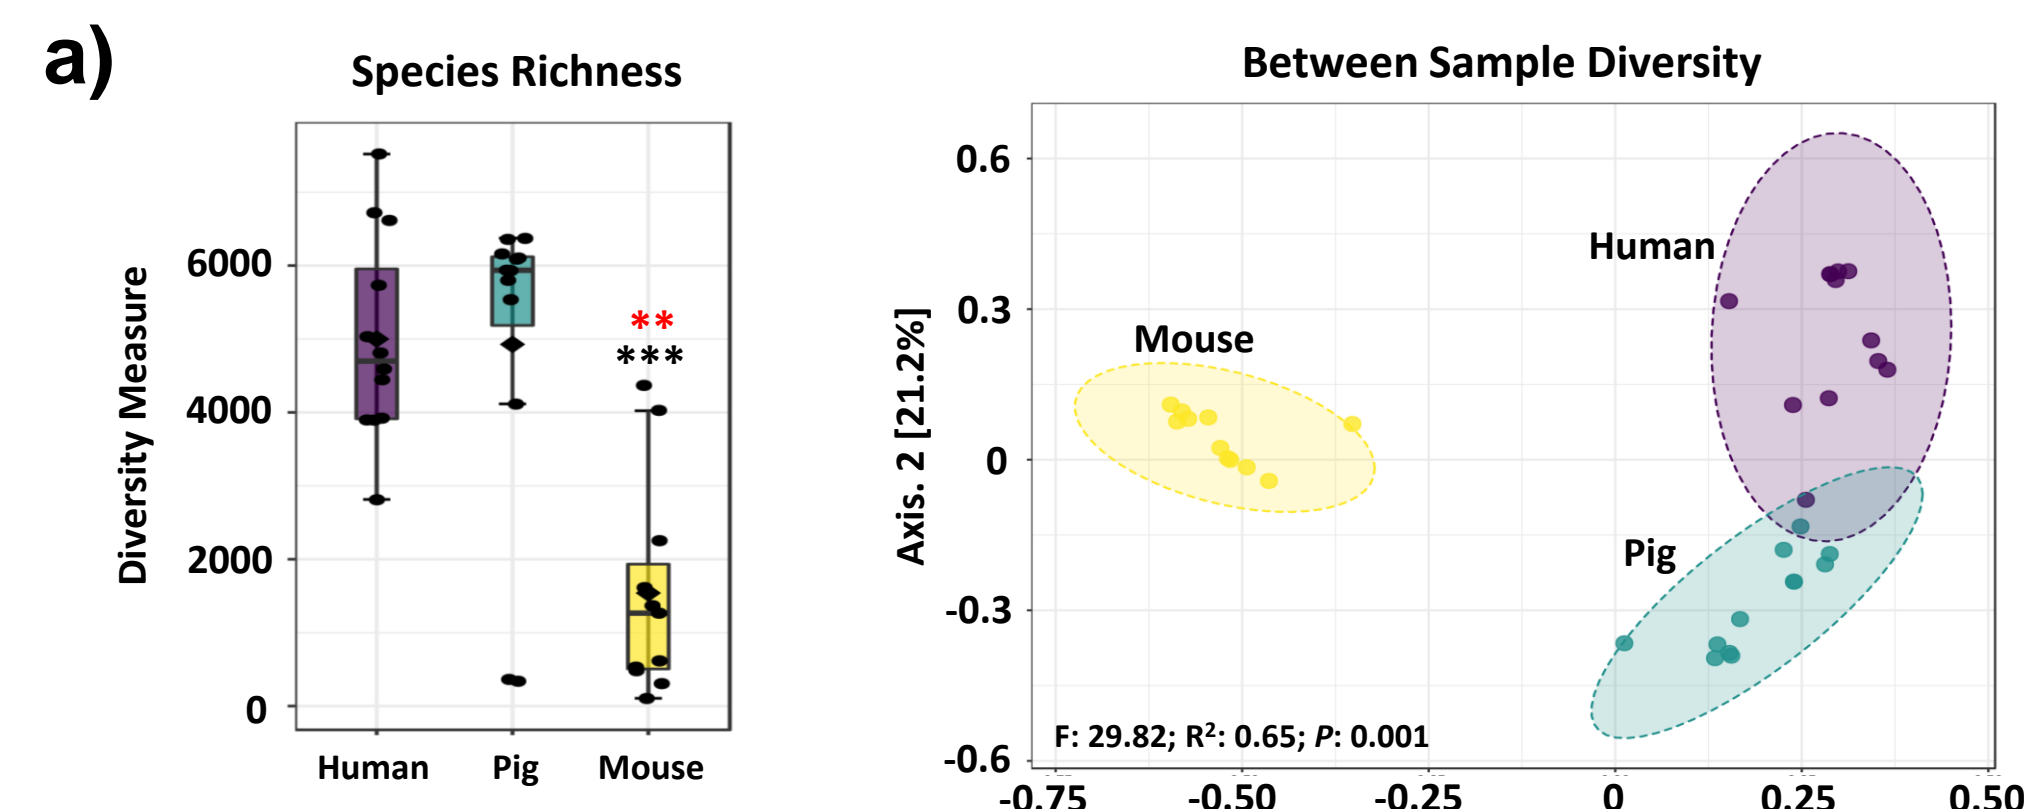 a)
Species Richness
Diversity Measure
6000
4000
2000
0
**
***
Human Pig Mouse
Between Sample Diversity
Axis. 2 [21.2%]
0.6
0.3
0
-0.3
-0.6
Human
Mouse
Pig
F: 29.82; R²: 0.65; P: 0.001
-0.75 -0.50 -0.25 0 0.25 0.50